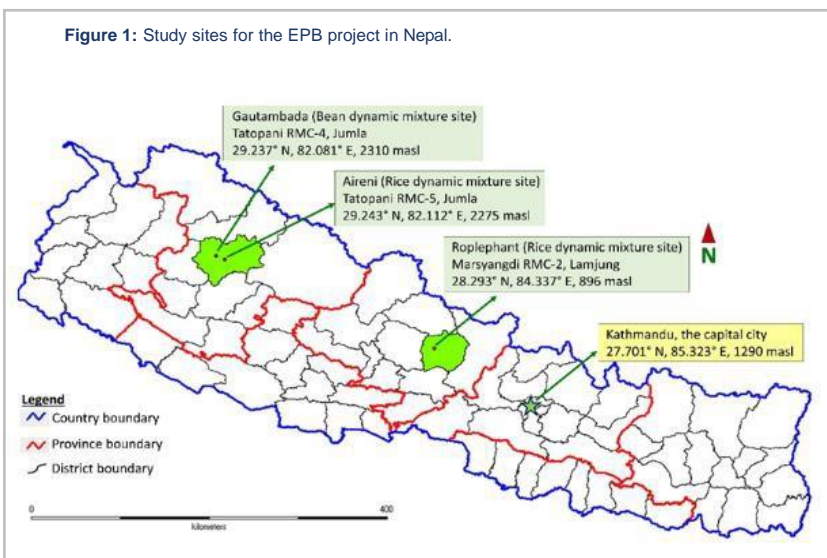 Figure 1: Study sites for the EPB project in Nepal.
Gautambada (Bean dynamic mixture site)
Tatopani RMC-4, Jumla
29.237° N, 82.081° E, 2310 masl
Aireni (Rice dynamic mixture site)
Tatopani RMC-5, Jumla
29.243° N, 82.112° E, 2275 masl
Roplephant (Rice dynamic mixture site)
Marsyangdi RMC-2, Lamjung
28.293° N, 84.337° E, 896 masl
N
Kathmandu, the capital city
27.701° N, 85.323° E, 1290 masl
Legend
Country boundary
Province boundary
District boundary
0 400
kilometers